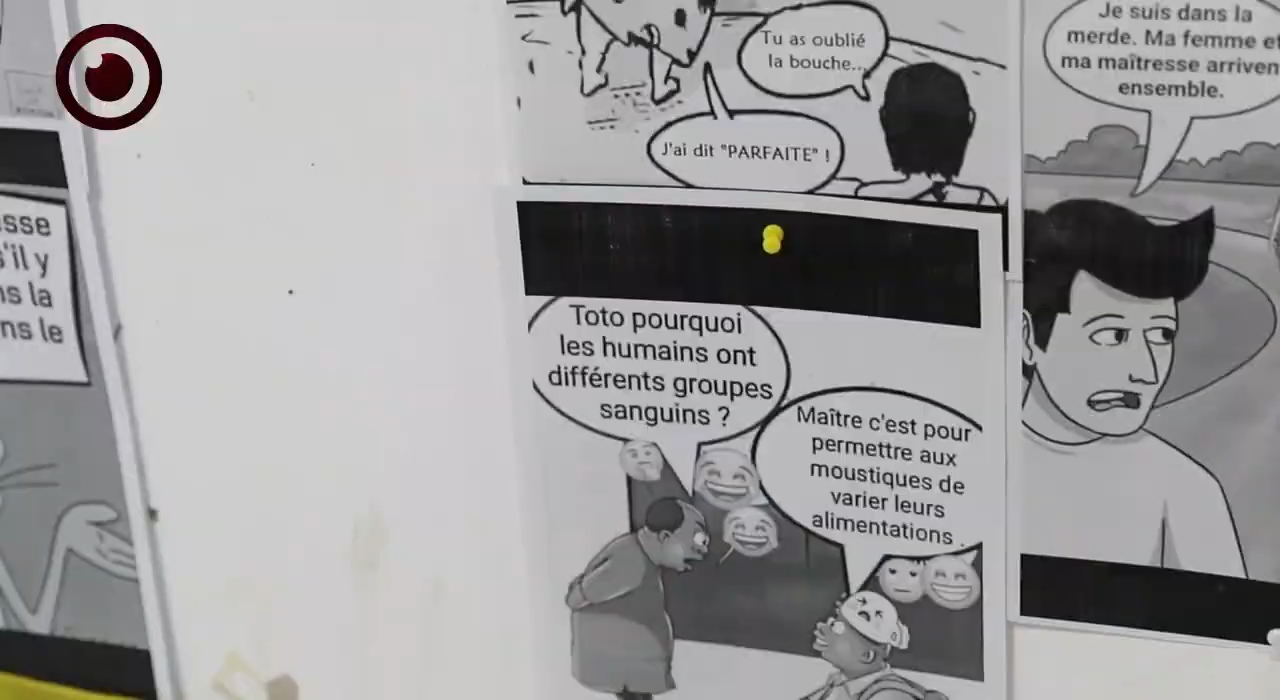 sse
s'il y
ns la
ns le
Tu as oublié
la bouche...
J'ai dit "PARFAITE" !
Toto pourquoi
les humains ont
différents groupes
sanguins ?
Maître c'est pour
permettre aux
moustiques de
varier leurs
alimentations .
Je suis dans la
merde. Ma femme et
ma maîtresse arriven
ensemble.